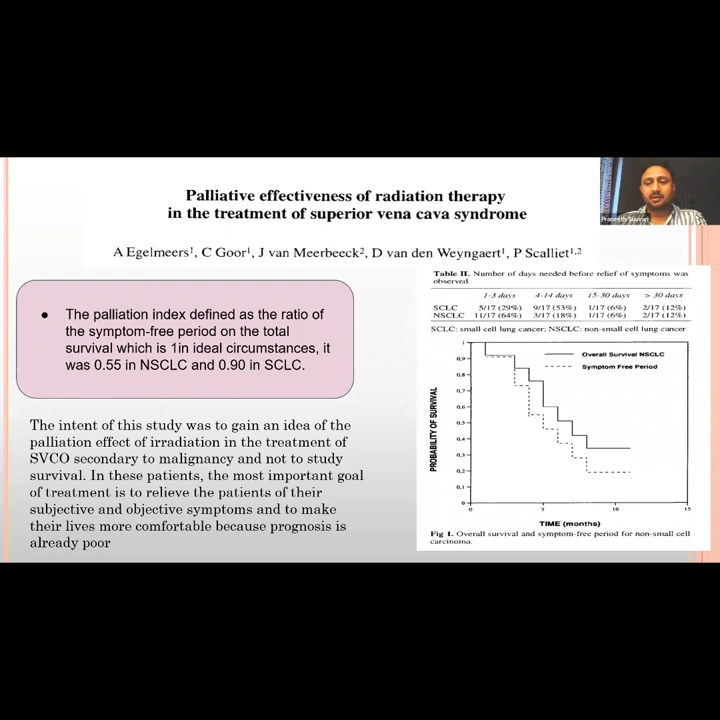 Palliative effectiveness of radiation therapy
in the treatment of superior vena cava syndrome
A Egelmeers¹, C Goor¹, J van Meerbeeck², D van den Weyngaert¹, P Scalliet¹,²
● The palliation index defined as the ratio of
the symptom-free period on the total
survival which is 1in ideal circumstances, it
was 0.55 in NSCLC and 0.90 in SCLC.
The intent of this study was to gain an idea of the
palliation effect of irradiation in the treatment of
SVCO secondary to malignancy and not to study
survival. In these patients, the most important goal
of treatment is to relieve the patients of their
subjective and objective symptoms and to make
their lives more comfortable because prognosis is
already poor
Table II. Number of days needed before relief of symptoms was
observed.
1-3 days 4-14 days 15-30 days > 30 days
SCLC 5/17 (29%) 9/17 (53%) 1/17 (6%) 2/17 (12%)
NSCLC 11/17 (64%) 3/17 (18%) 1/17 (6%) 2/17 (12%)
SCLC: small cell lung cancer; NSCLC: non-small cell lung cancer.
Overall Survival NSCLC
Symptom Free Period
PROBABILITY OF SURVIVAL
1
0,9
0,8
0,7
0,6
0,5
0,4
0,3
0,2
0,1
0
0 5 10 15
TIME (months)
Fig 1. Overall survival and symptom-free period for non-small cell
carcinoma.